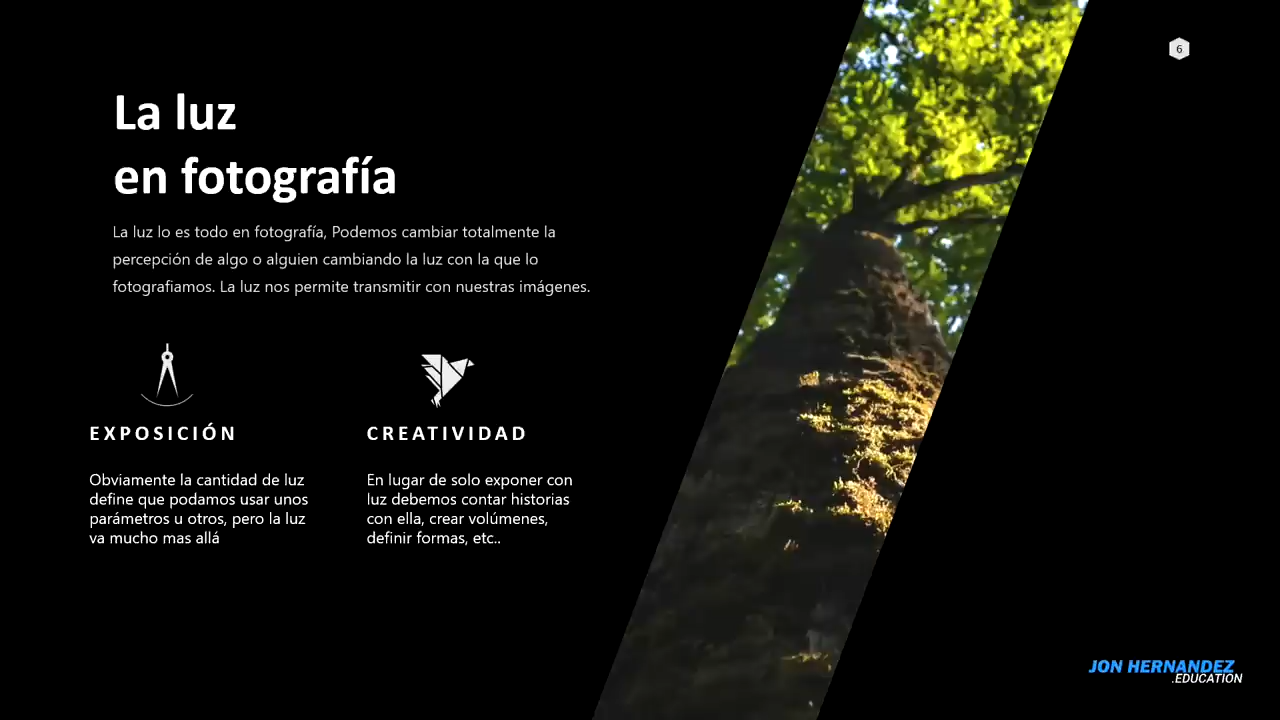 6
La luz
en fotografía
La luz lo es todo en fotografía, Podemos cambiar totalmente la
percepción de algo o alguien cambiando la luz con la que lo
fotografiamos. La luz nos permite transmitir con nuestras imágenes.
EXPOSICIÓN
Obviamente la cantidad de luz
define que podamos usar unos
parámetros u otros, pero la luz
va mucho mas allá
CREATIVIDAD
En lugar de solo exponer con
luz debemos contar historias
con ella, crear volúmenes,
definir formas, etc..
JON HERNANDEZ
.EDUCATION